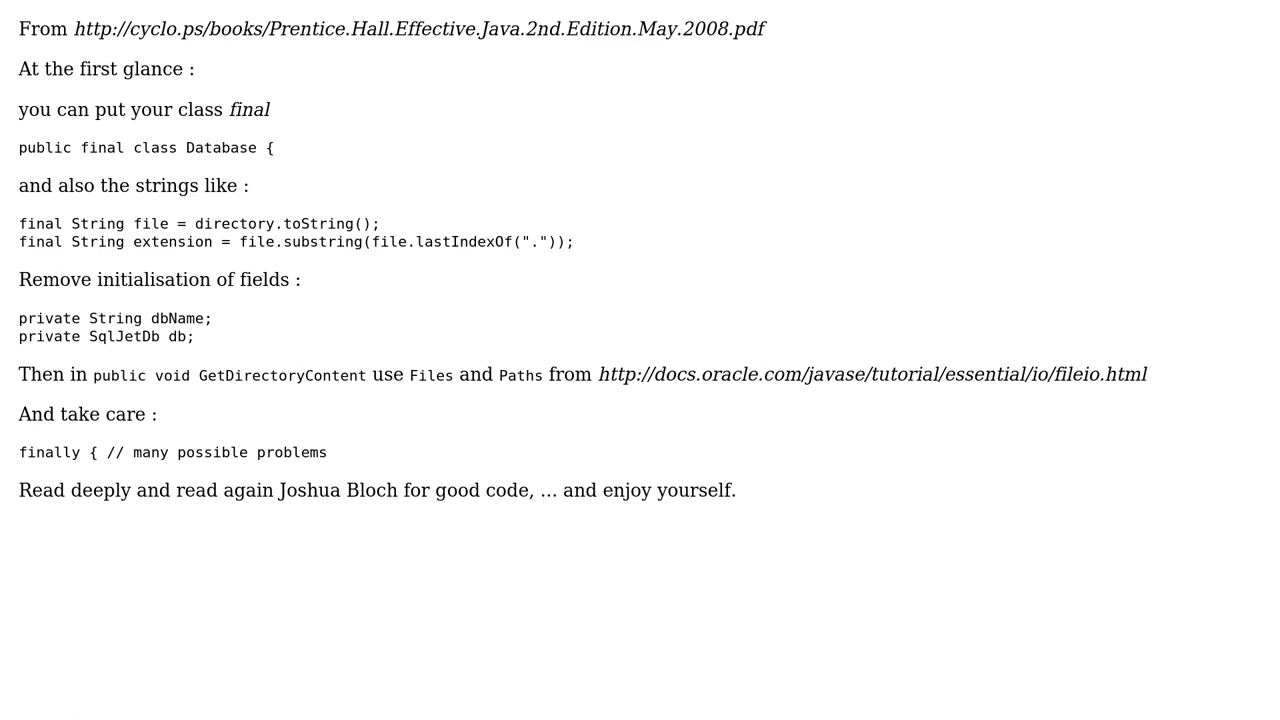 From http://cyclo.ps/books/Prentice.Hall.Effective.Java.2nd.Edition.May.2008.pdf
At the first glance :
you can put your class final
public final class Database {
and also the strings like :
final String file = directory.toString();
final String extension = file.substring(file.lastIndexOf("."));
Remove initialisation of fields :
private String dbName;
private SqlJetDb db;
Then in public void GetDirectoryContent use Files and Paths from http://docs.oracle.com/javase/tutorial/essential/io/fileio.html
And take care :
finally { // many possible problems
Read deeply and read again Joshua Bloch for good code, ... and enjoy yourself.